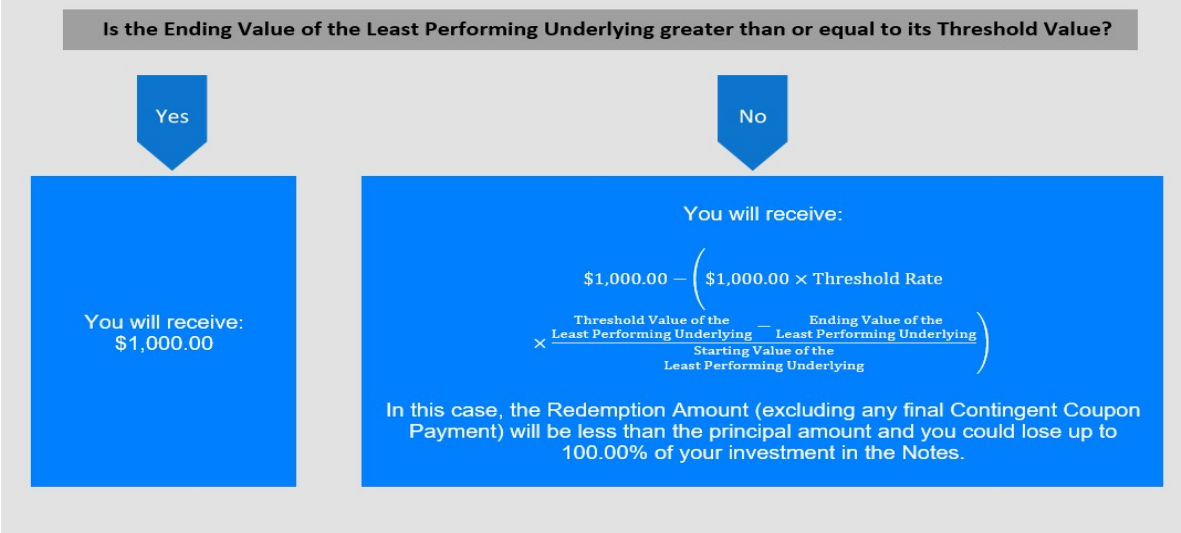 Is the Ending Value of the Least Performing Underlying greater than or equal to its Threshold Value?
Yes
No
You will receive:
$1,000.00
You will receive:
$1,000.00 − ($1,000.00 × Threshold Rate
Threshold Value of the Ending Value of the
× Least Performing Underlying − Least Performing Underlying)
Starting Value of the
Least Performing Underlying
In this case, the Redemption Amount (excluding any final Contingent Coupon
Payment) will be less than the principal amount and you could lose up to
100.00% of your investment in the Notes.